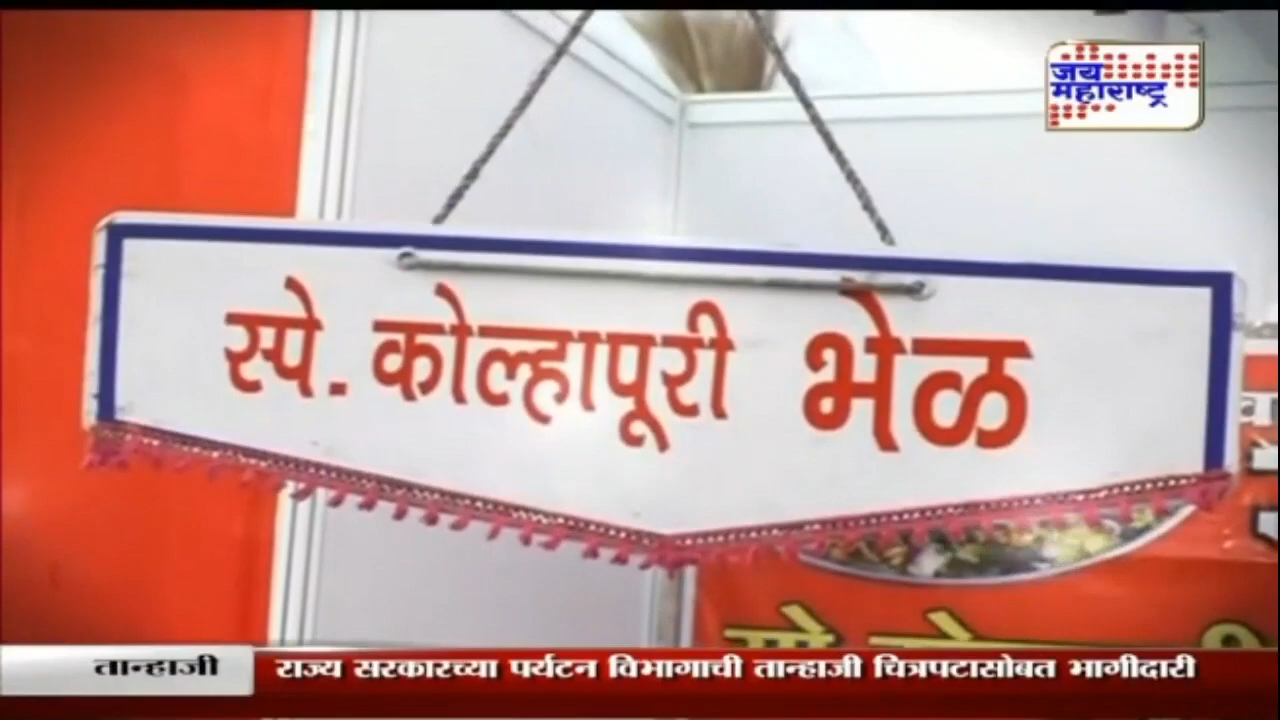 जय
महाराष्ट्र
स्पे. कोल्हापूरी भेळ
तान्हाजी
राज्य सरकारच्या पर्यटन विभागाची तान्हाजी चित्रपटासोबत भागीदारी